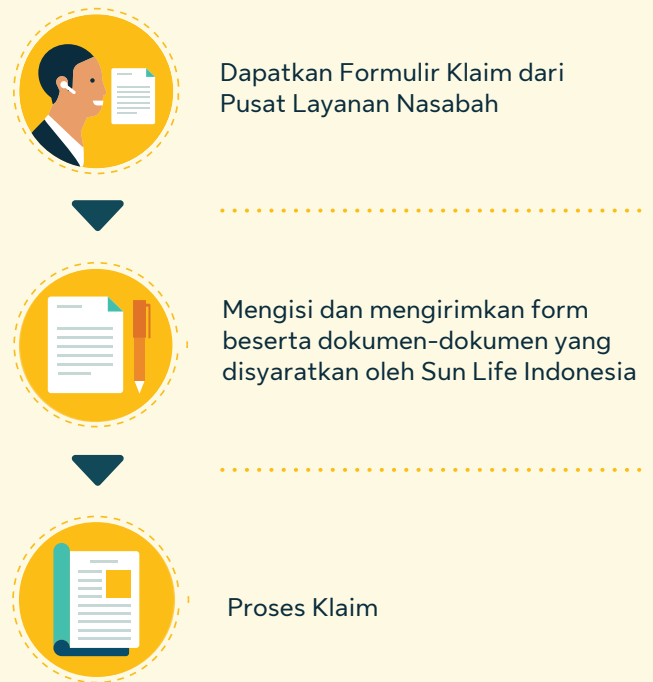 Dapatkan Formulir Klaim dari
Pusat Layanan Nasabah
Mengisi dan mengirimkan form
beserta dokumen-dokumen yang
disyaratkan oleh Sun Life Indonesia
Proses Klaim